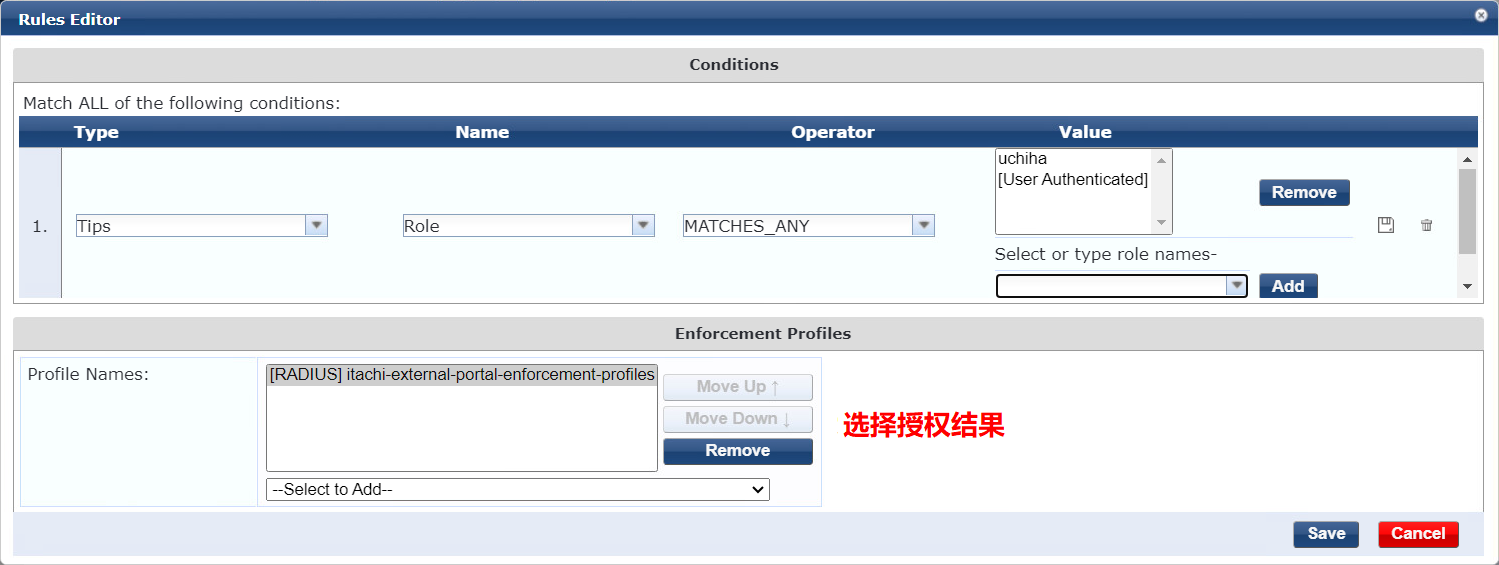 Rules Editor
Conditions
Match ALL of the following conditions:
Type Name Operator Value
uchiha
[User Authenticated]
Remove
1. Tips Role MATCHES_ANY
Select or type role names-
Add
Enforcement Profiles
Profile Names:
[RADIUS] itachi-external-portal-enforcement-profiles
Move Up ↑
Move Down ↓
Remove
选择授权结果
--Select to Add--
Save Cancel